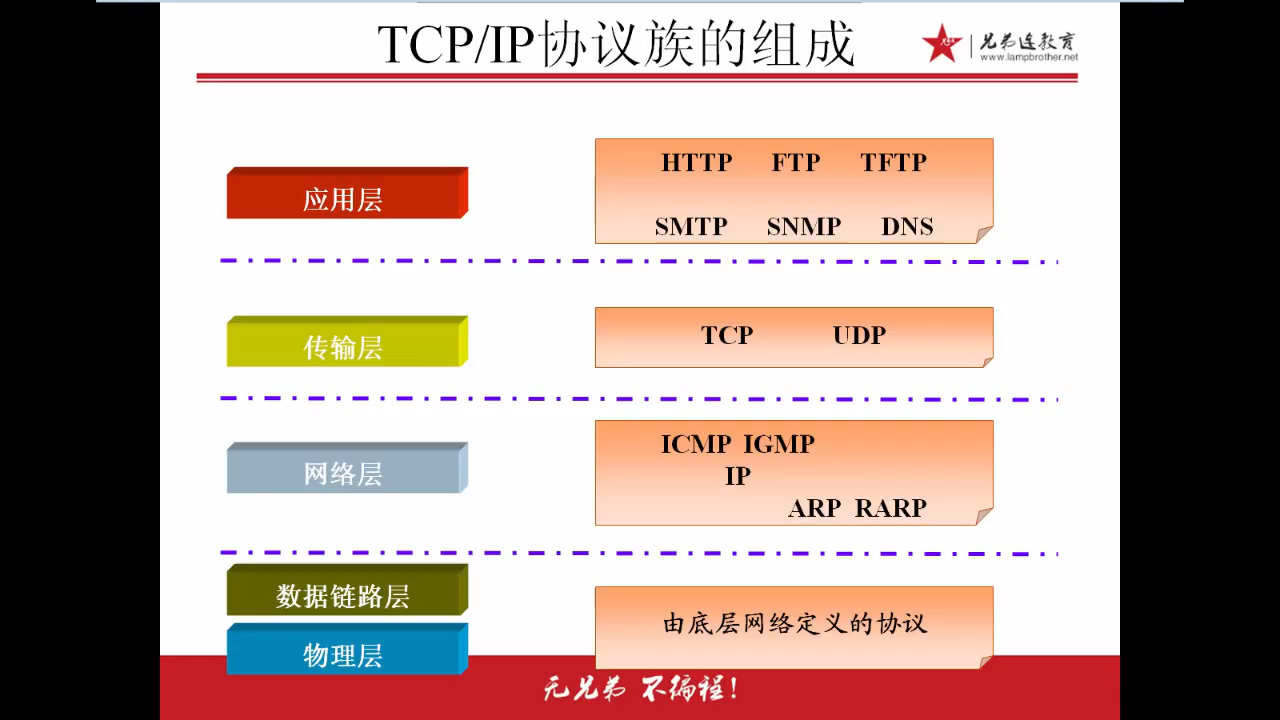 TCP/IP协议族的组成
兄弟连教育
www.lampbrother.net
应用层
HTTP FTP TFTP
SMTP SNMP DNS
传输层
TCP UDP
网络层
ICMP IGMP
IP
ARP RARP
数据链路层
物理层
由底层网络定义的协议
无兄弟 不编程!